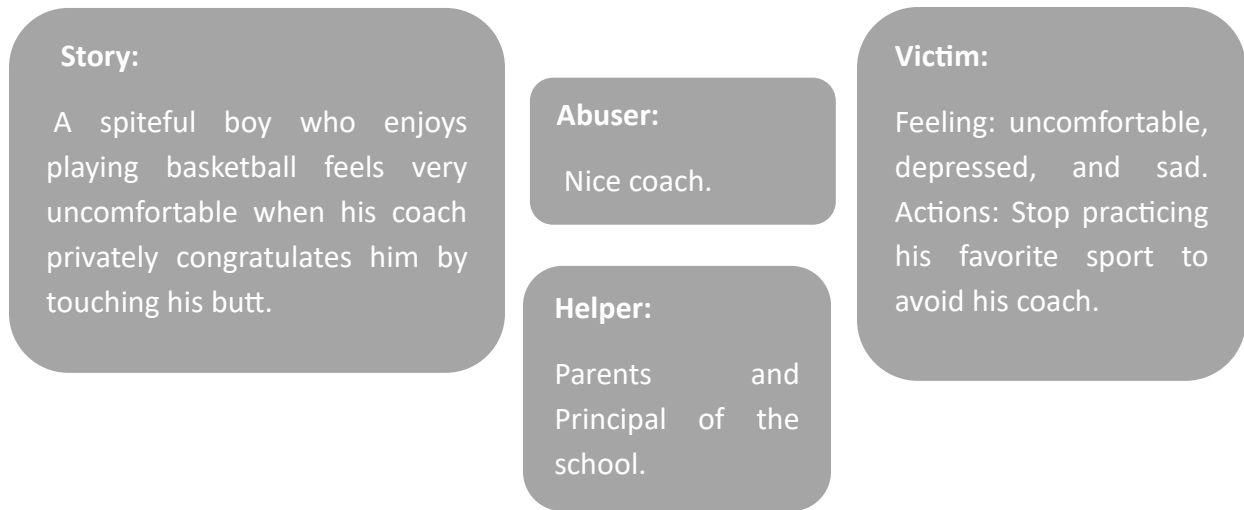 Story:
A spiteful boy who enjoys
playing basketball feels very
uncomfortable when his coach
privately congratulates him by
touching his butt.
Abuser:
Nice coach.
Helper:
Parents and
Principal of the
school.
Victim:
Feeling: uncomfortable,
depressed, and sad.
Actions: Stop practicing
his favorite sport to
avoid his coach.